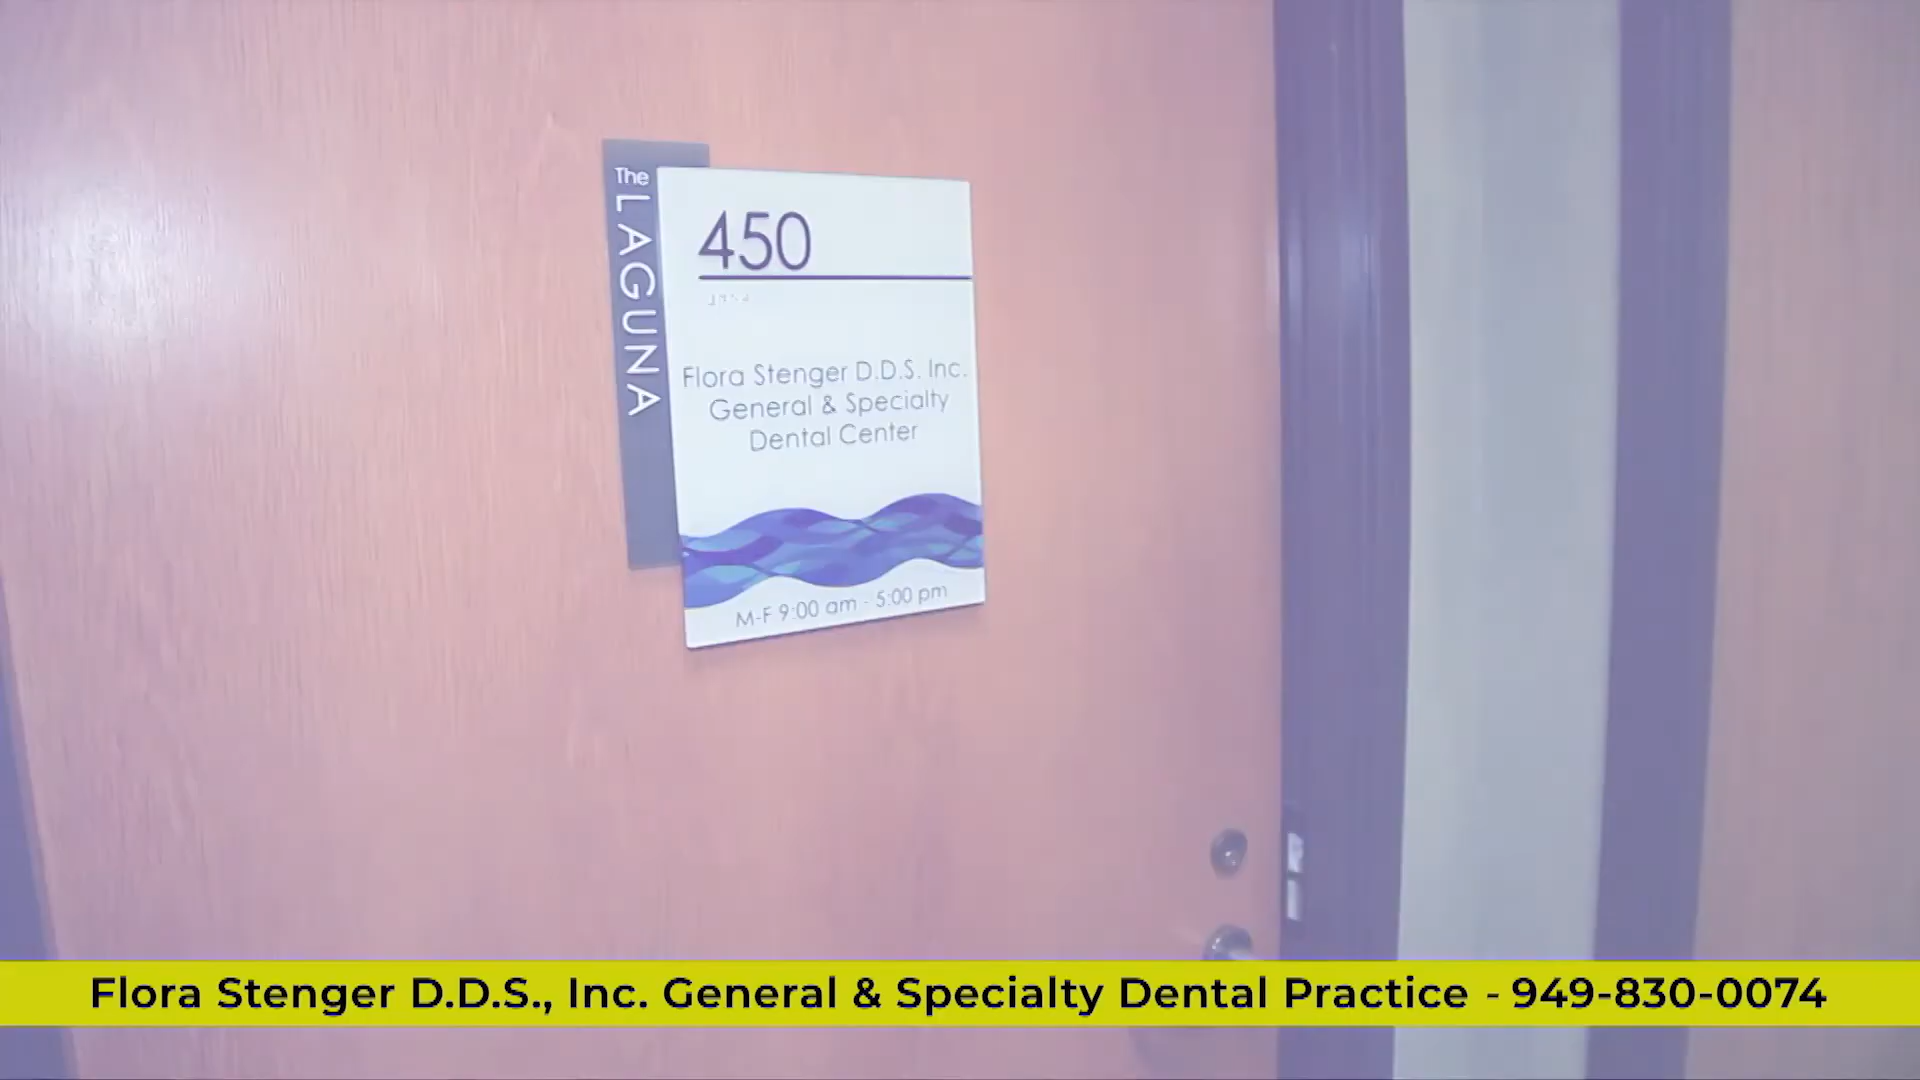 The LAGUNA
450
Flora Stenger D.D.S. Inc.
General & Specialty
Dental Center
M-F 9:00 am - 5:00 pm
Flora Stenger D.D.S., Inc. General & Specialty Dental Practice - 949-830-0074